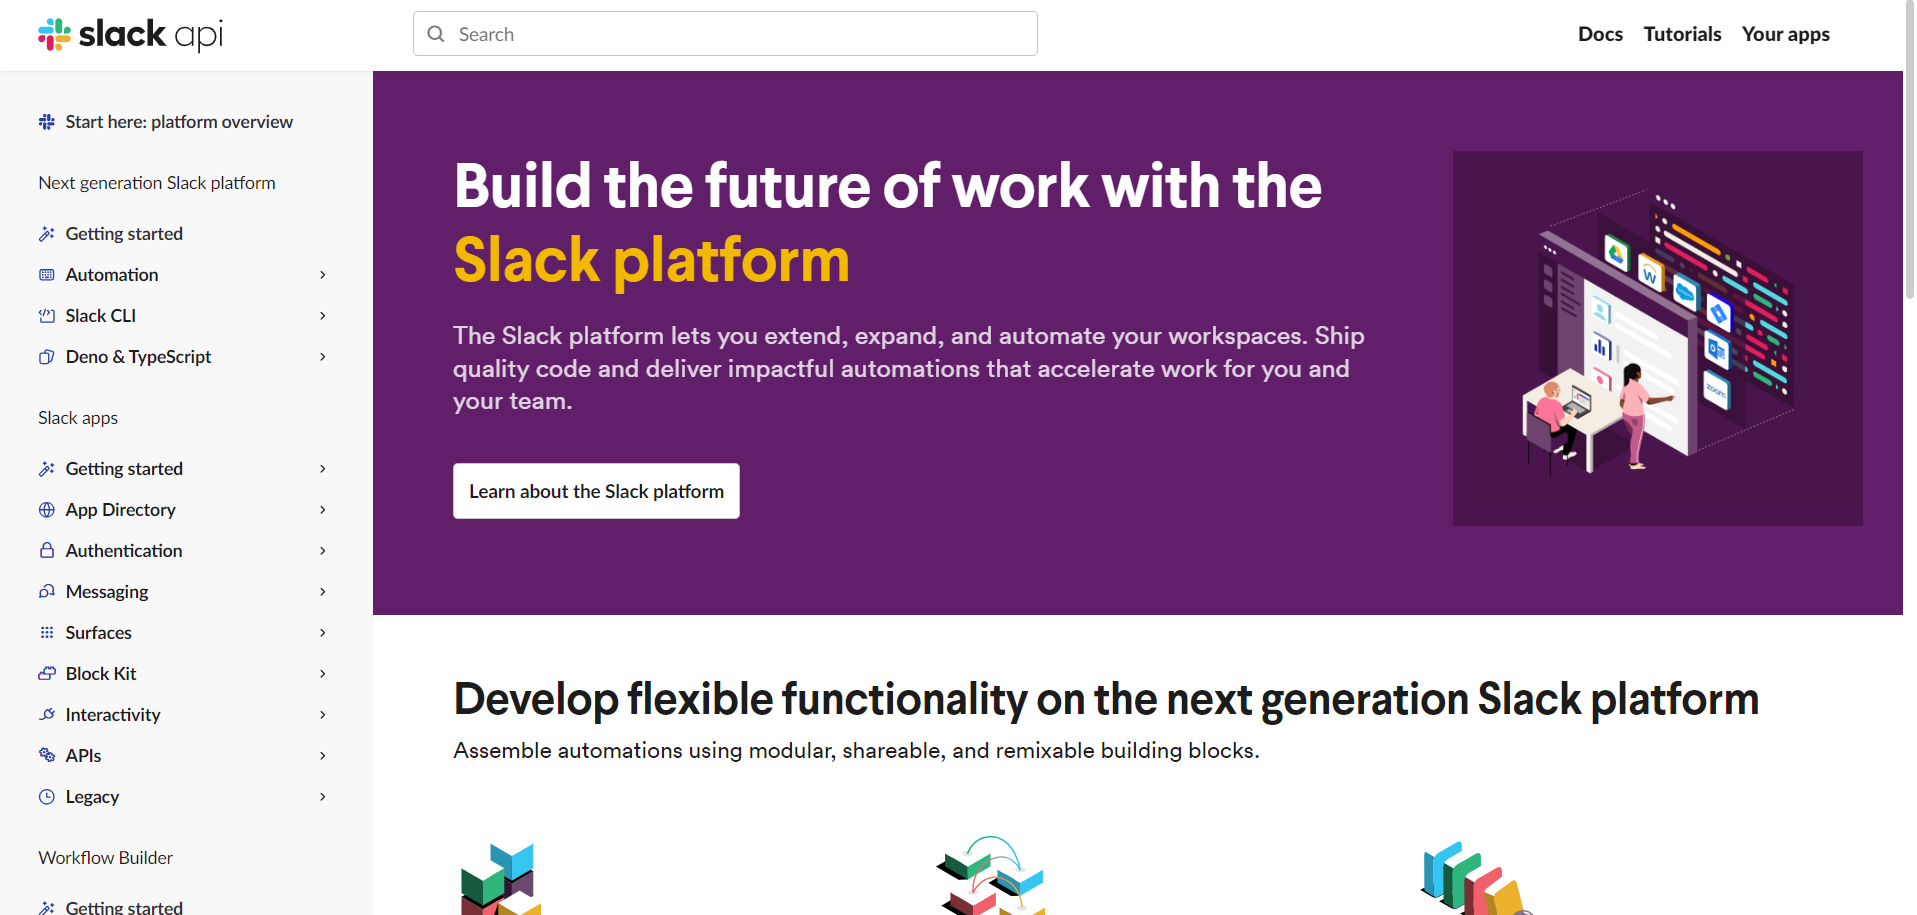 slack api
Search
Docs
Tutorials
Your apps
Start here: platform overview
Next generation Slack platform
Getting started
Automation
Slack CLI
Deno & TypeScript
Slack apps
Getting started
App Directory
Authentication
Messaging
Surfaces
Block Kit
Interactivity
APIs
Legacy
Workflow Builder
Getting started
Build the future of work with the
Slack platform
The Slack platform lets you extend, expand, and automate your workspaces. Ship
quality code and deliver impactful automations that accelerate work for you and
your team.
Learn about the Slack platform
W
zoom
Develop flexible functionality on the next generation Slack platform
Assemble automations using modular, shareable, and remixable building blocks.